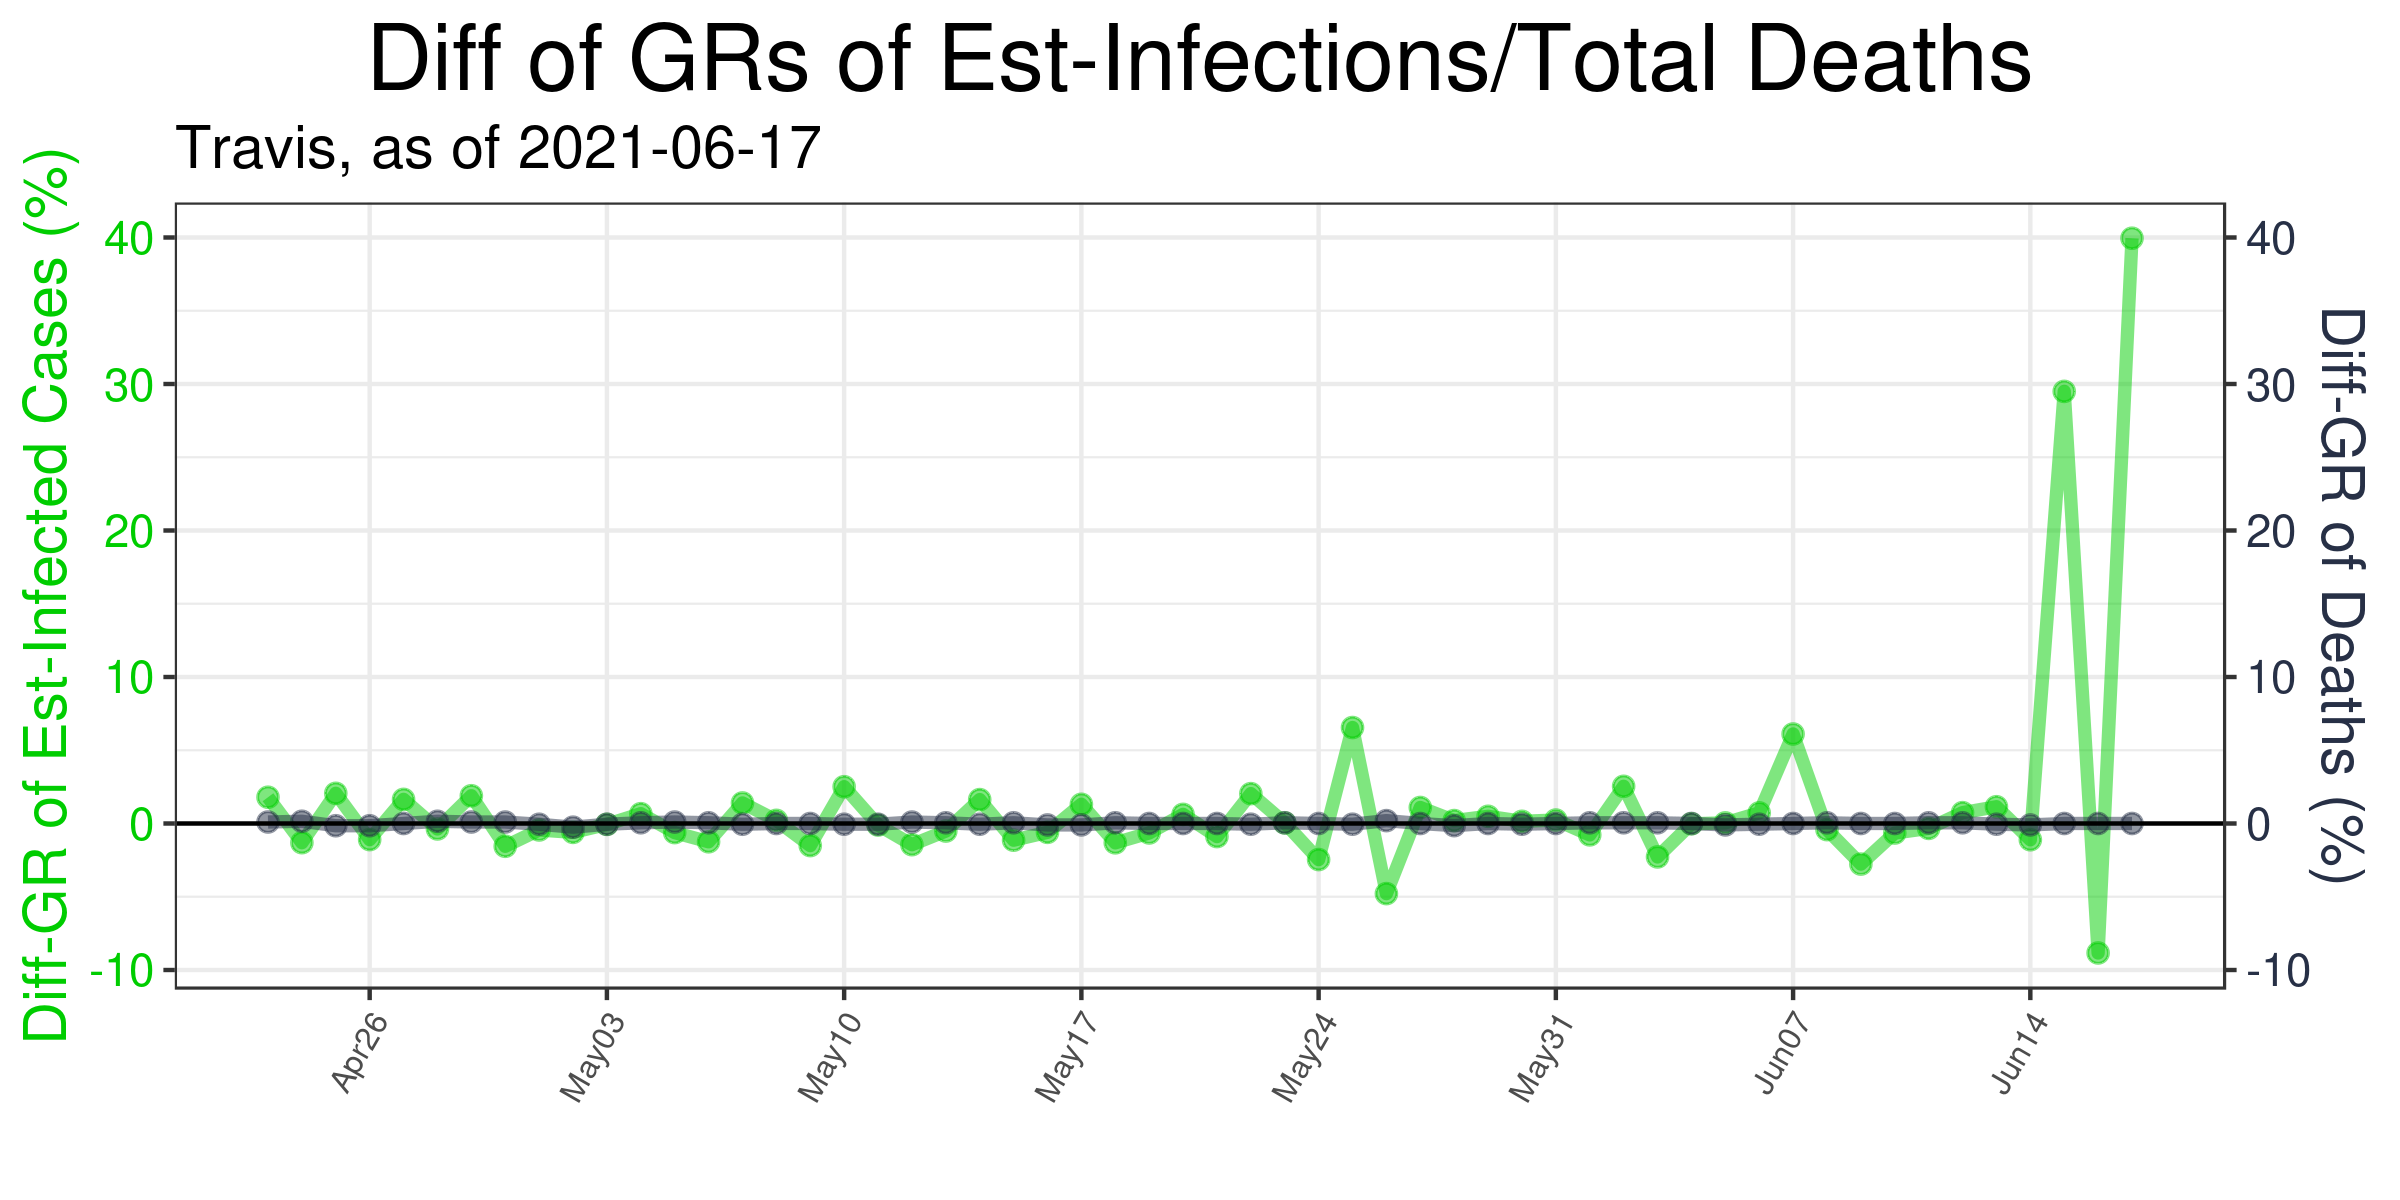 Diff of GRs of Est-Infections/Total Deaths
Travis, as of 2021-06-17
Diff-GR of Est-Infected Cases (%)
40
30
20
10
0
-10
40
30
20
10
0
-10
Diff-GR of Deaths (%)
Apr26
May03
May10
May17
May24
May31
Jun07
Jun14